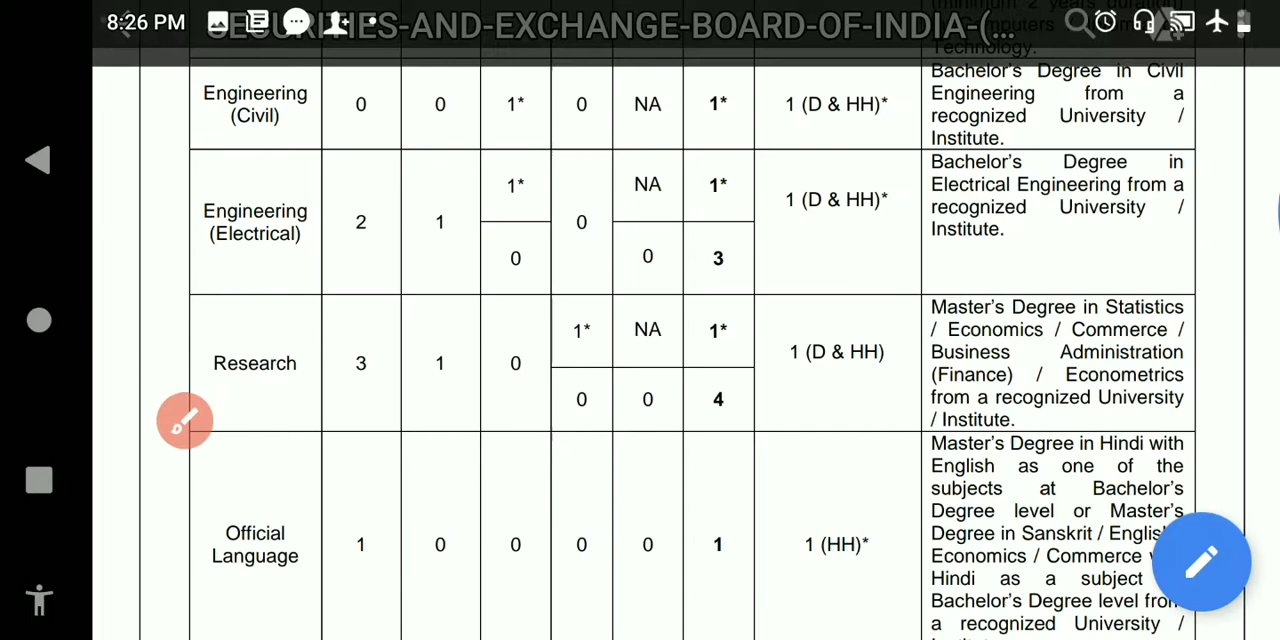 8:26 PM
SECURITIES-AND-EXCHANGE-BOARD-OF-INDIA-(...
(minimum 2 years duration)
Computers
Technology.
Engineering
(Civil)
0
0
1*
0
NA
1*
1 (D & HH)*
Bachelor's Degree in Civil
Engineering from a
recognized University /
Institute.
Engineering
(Electrical)
2
1
1*
0
0
NA
0
1*
3
1 (D & HH)*
Bachelor's Degree in
Electrical Engineering from a
recognized University /
Institute.
Research
3
1
0
1*
0
NA
0
1*
4
1 (D & HH)
Master's Degree in Statistics
/ Economics / Commerce /
Business Administration
(Finance) / Econometrics
from a recognized University
/ Institute.
Official
Language
1
0
0
0
0
1
1 (HH)*
Master's Degree in Hindi with
English as one of the
subjects at Bachelor's
Degree level or Master's
Degree in Sanskrit / English
Economics / Commerce
Hindi as a subject
Bachelor's Degree level from
a recognized University /